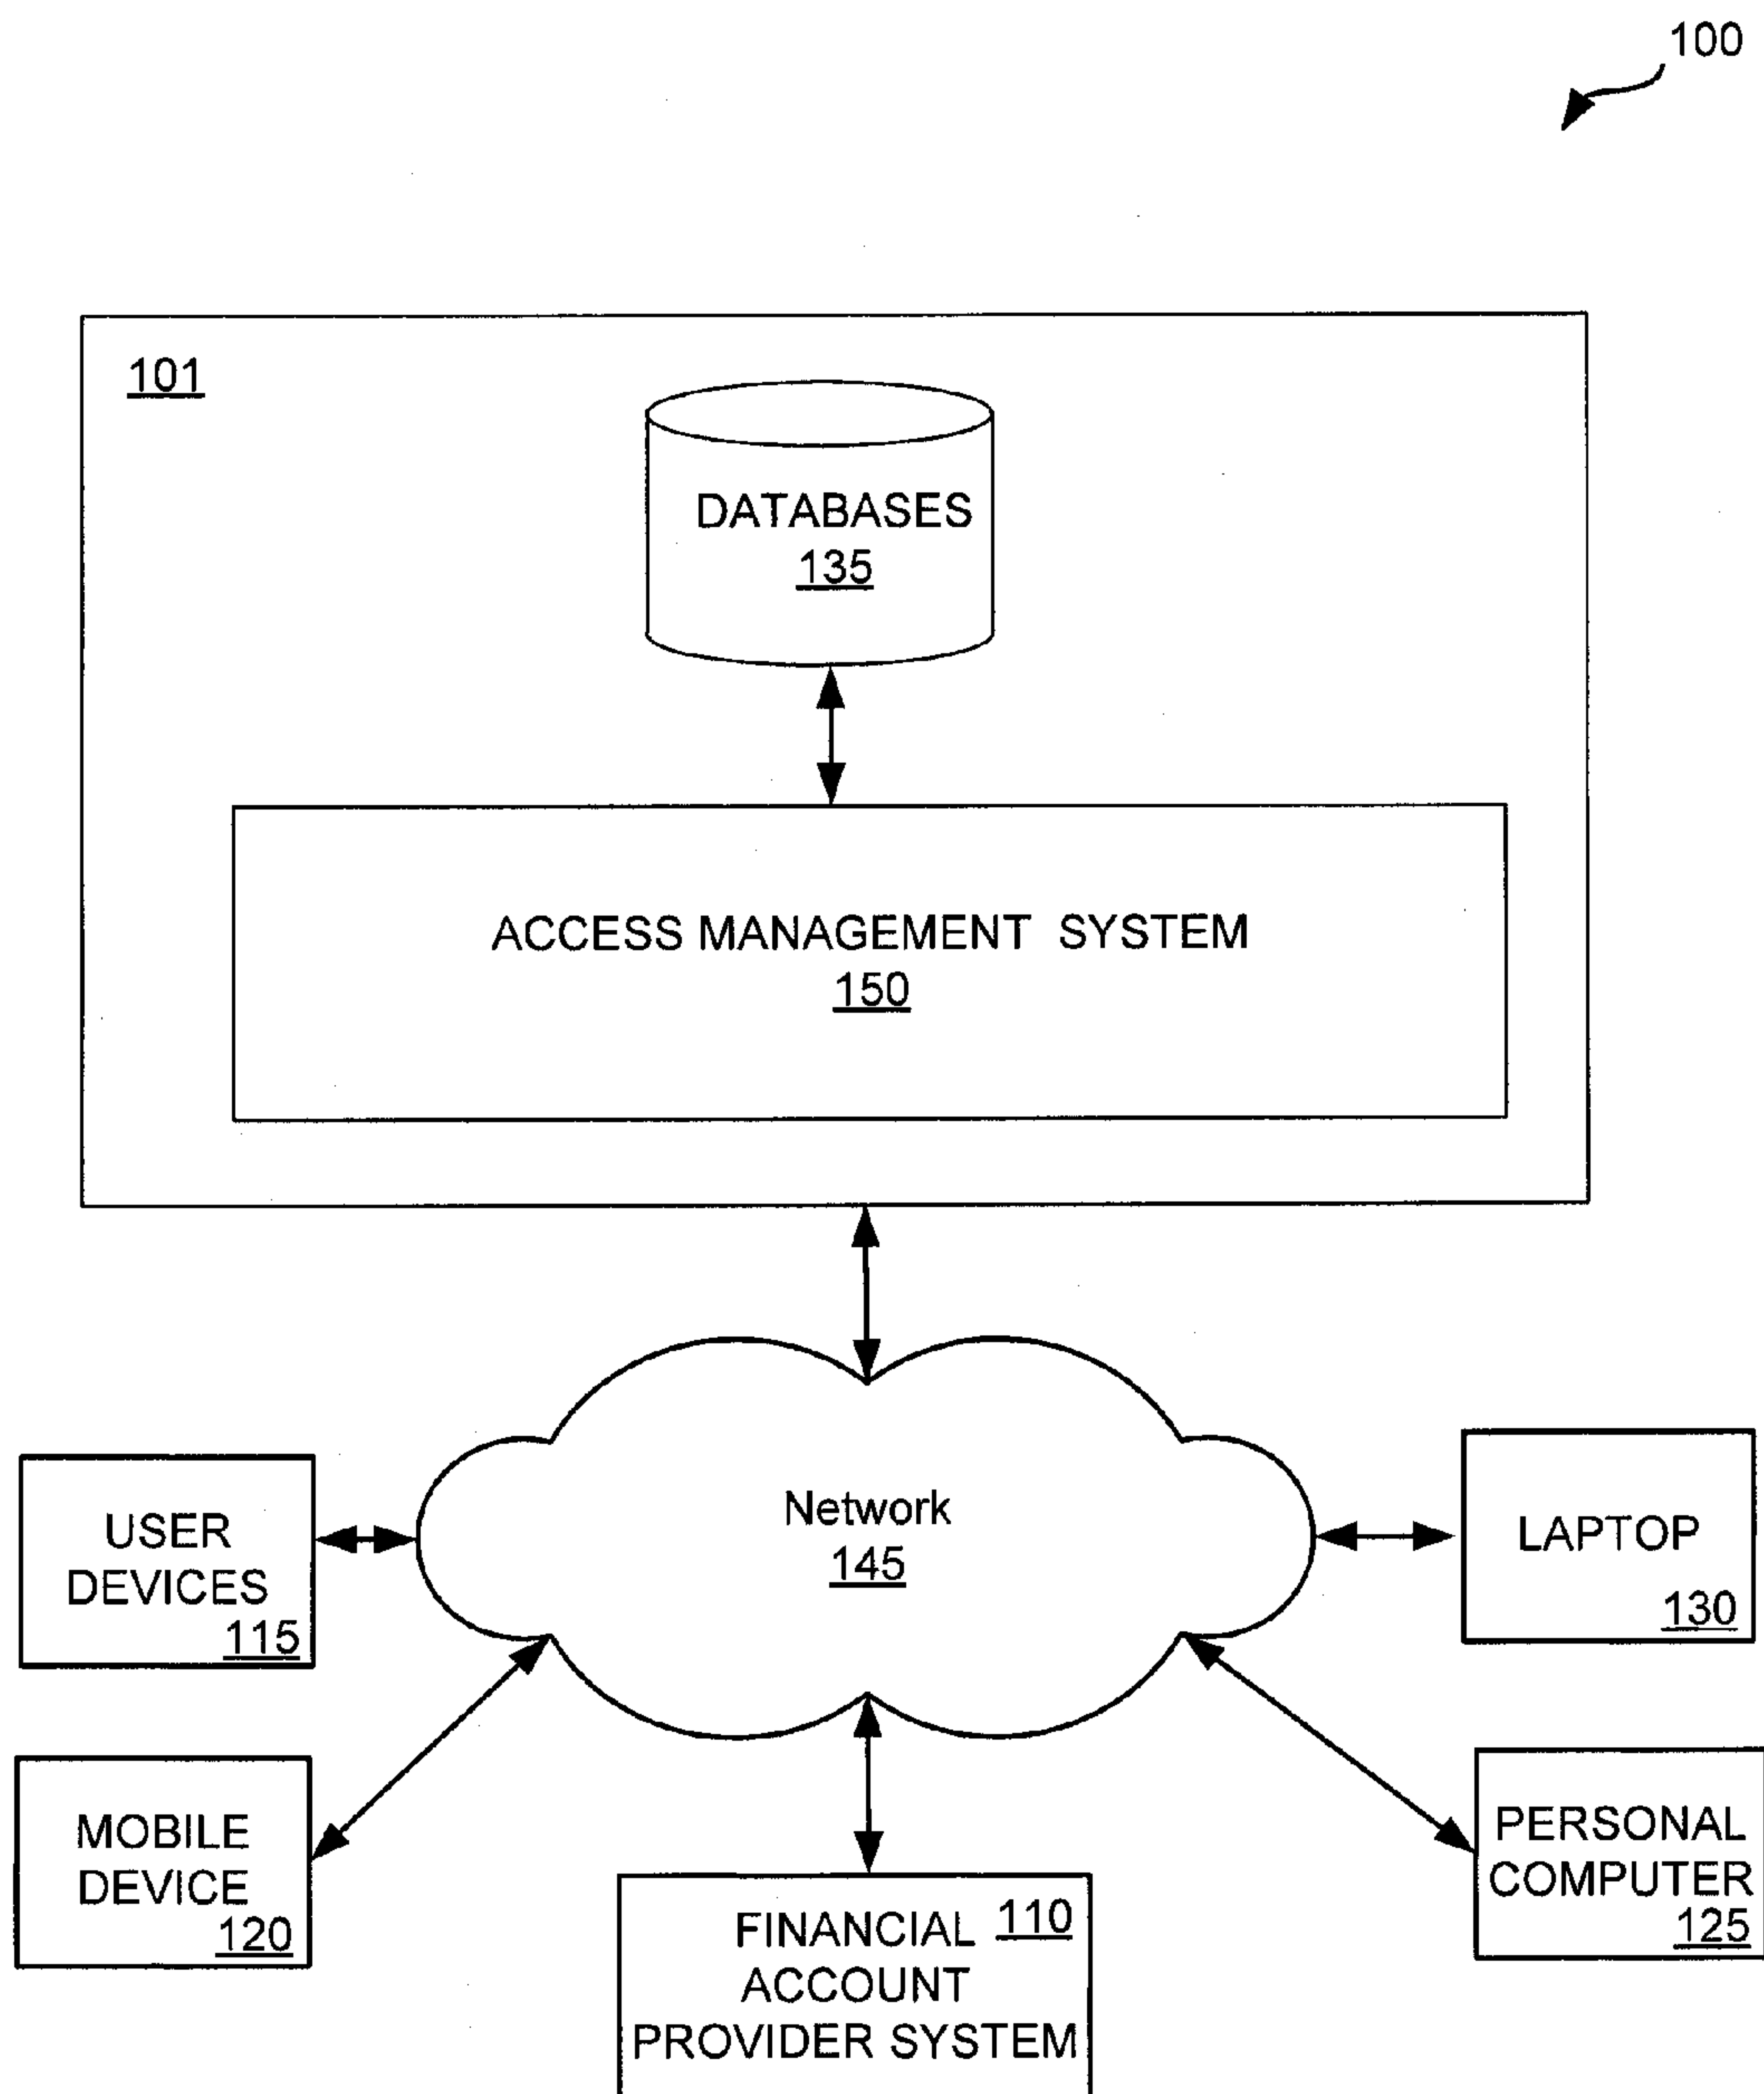 100
101
DATABASES
135
ACCESS MANAGEMENT SYSTEM
150
Network
145
USER
DEVICES
115
LAPTOP
130
MOBILE
DEVICE
120
PERSONAL
COMPUTER
125
FINANCIAL 110
ACCOUNT
PROVIDER SYSTEM